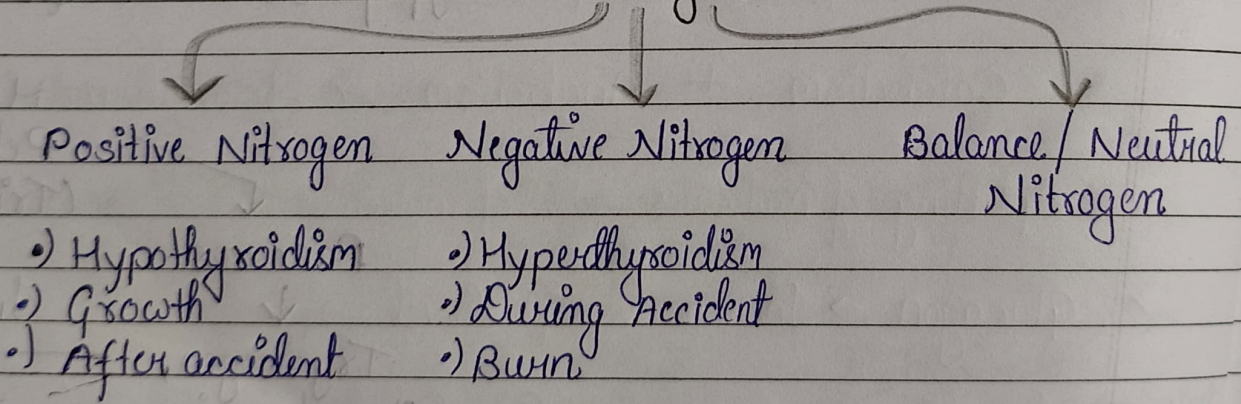 Positive Nitrogen Negative Nitrogen Balance/Neutral
Nitrogen
•) Hypothyroidism •) Hyperthyroidism
•) Growth •) During Accident
•) After accident •) Burn